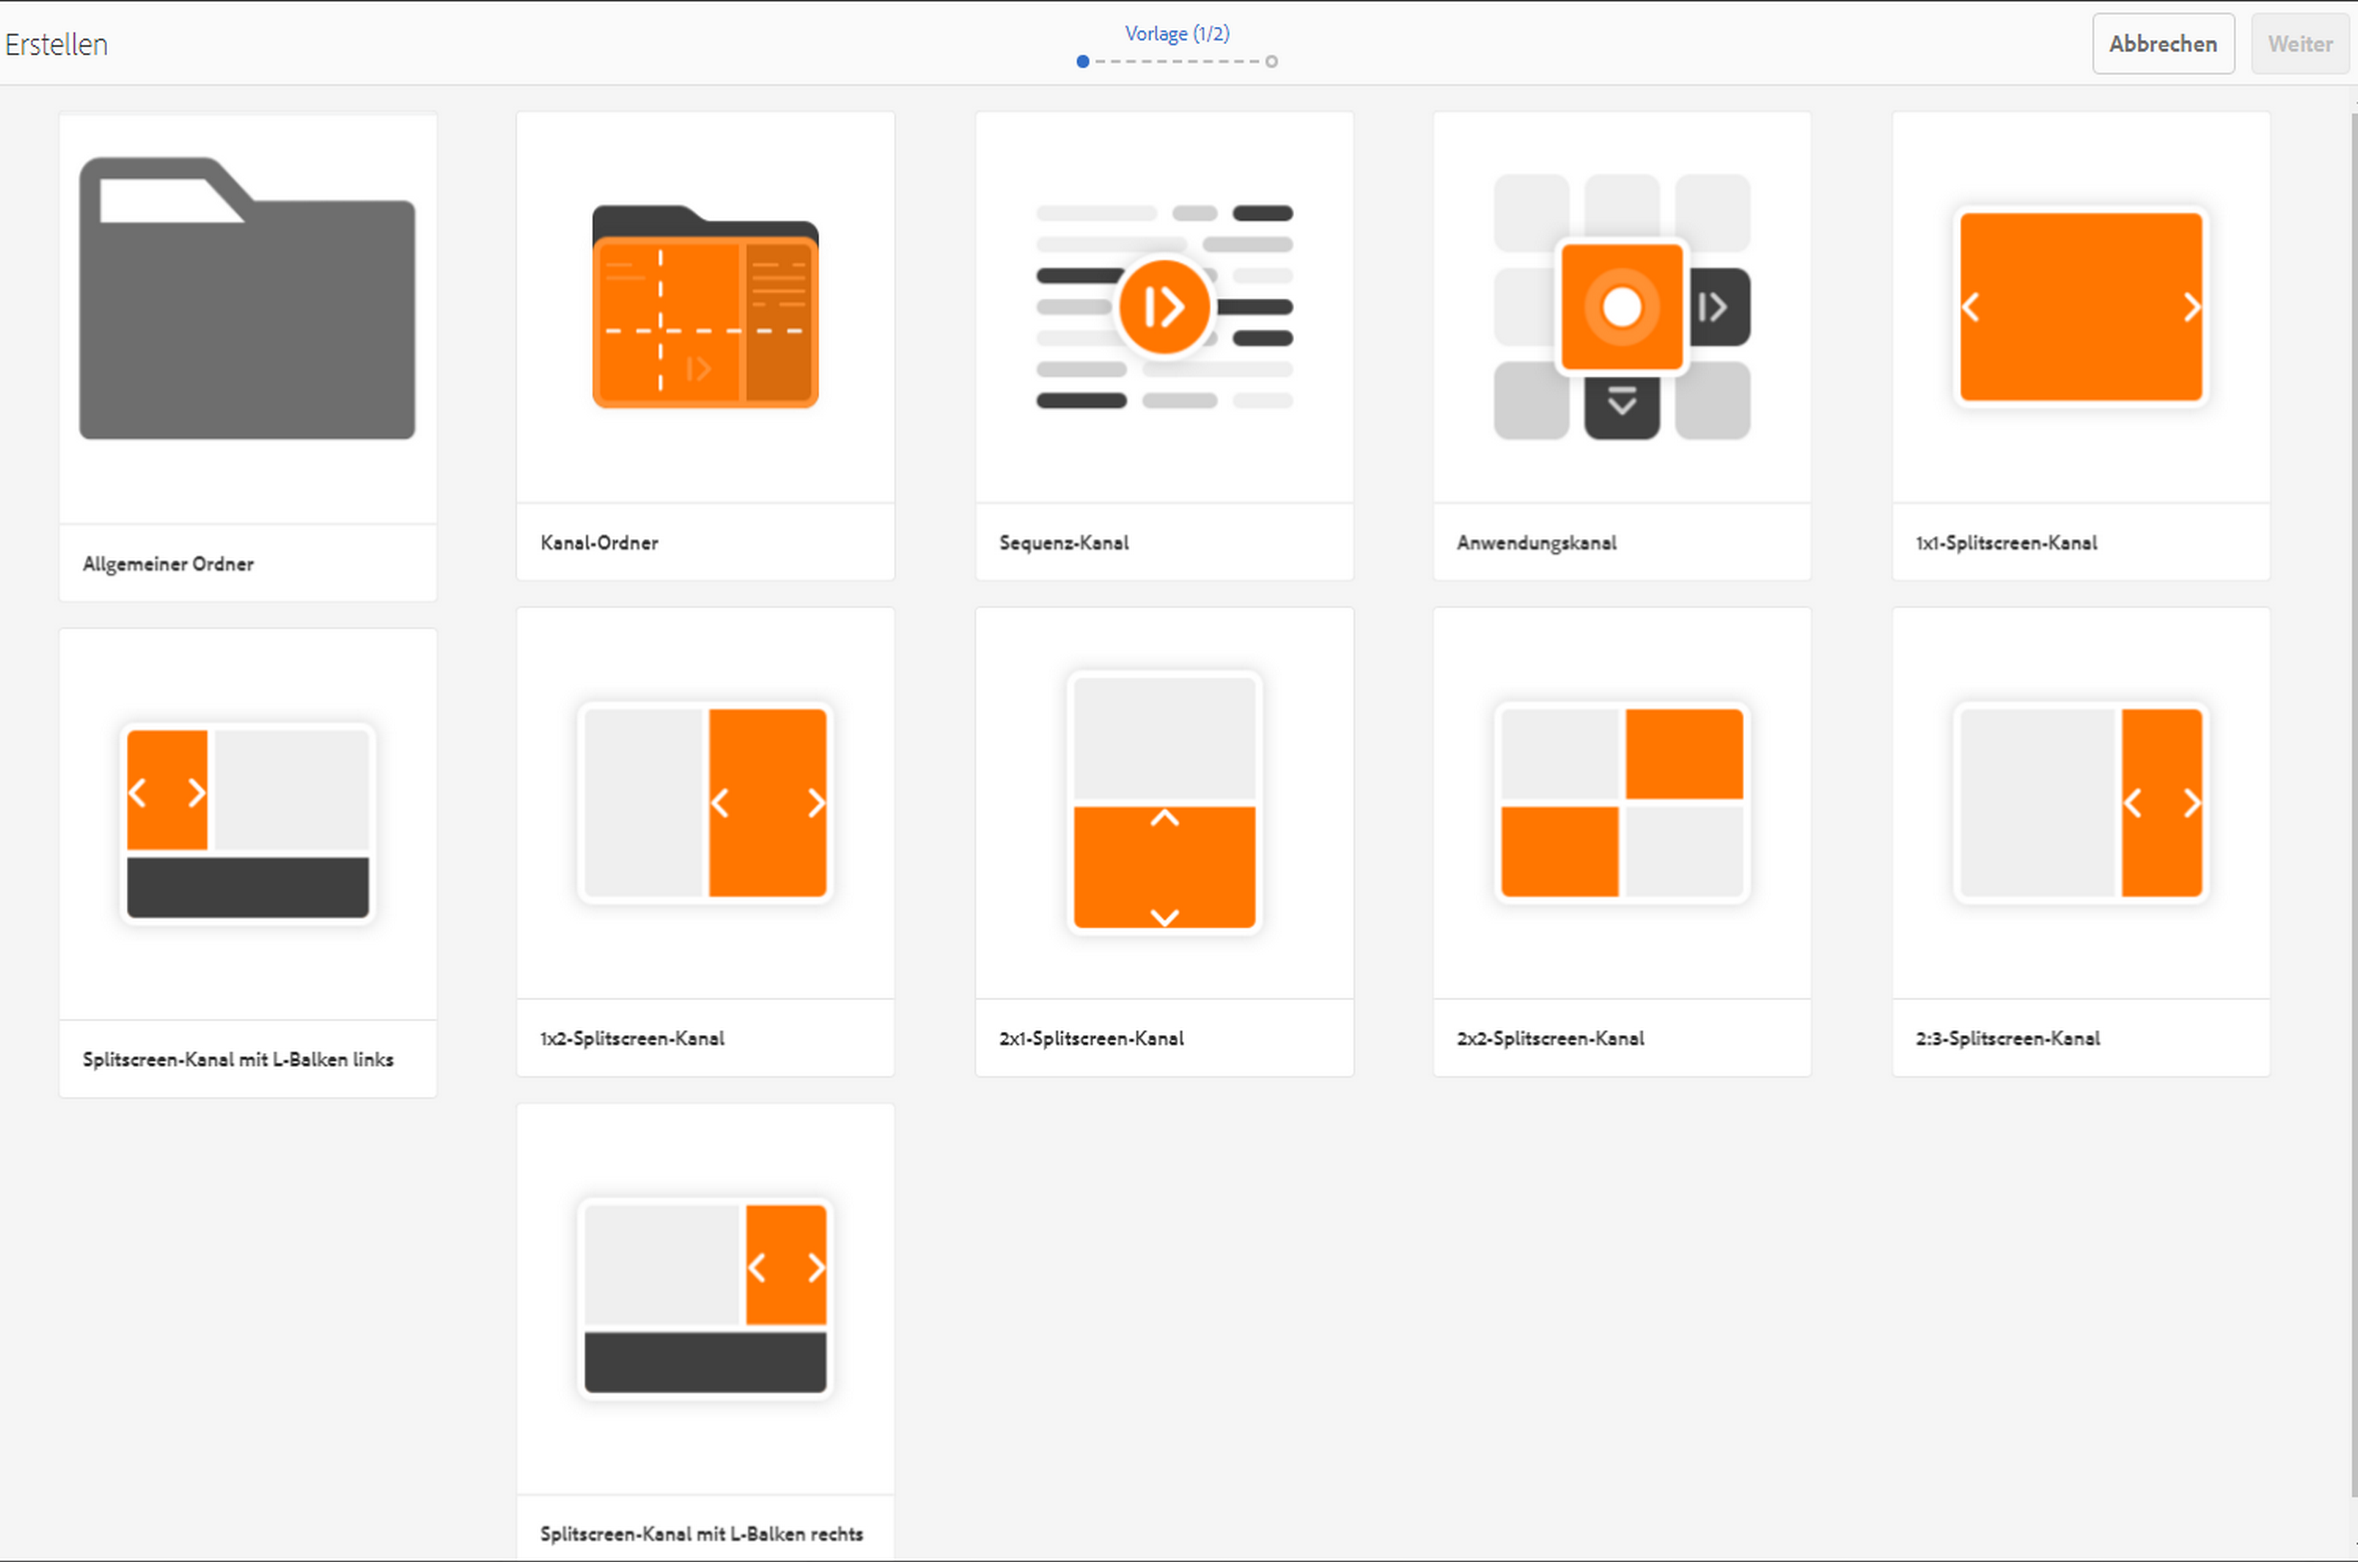 Erstellen
Vorlage (1/2)
Abbrechen
Weiter
Allgemeiner Ordner
Kanal-Ordner
Sequenz-Kanal
Anwendungskanal
1x1-Splitscreen-Kanal
Splitscreen-Kanal mit L-Balken links
1x2-Splitscreen-Kanal
2x1-Splitscreen-Kanal
2x2-Splitscreen-Kanal
2:3-Splitscreen-Kanal
Splitscreen-Kanal mit L-Balken rechts